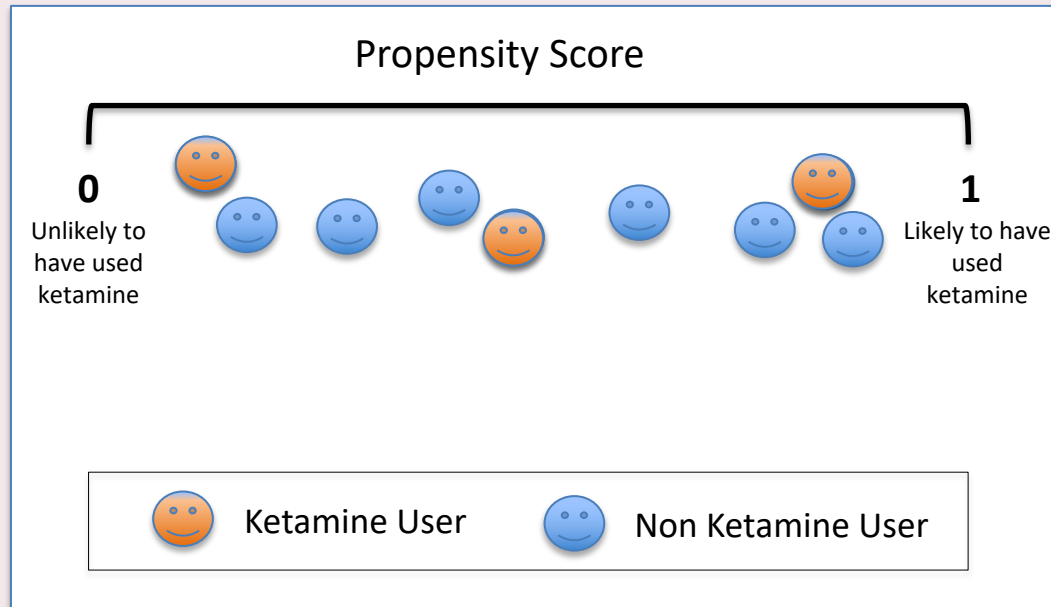 Propensity Score
0
Unlikely to
have used
ketamine
1
Likely to have
used
ketamine
Ketamine User
Non Ketamine User